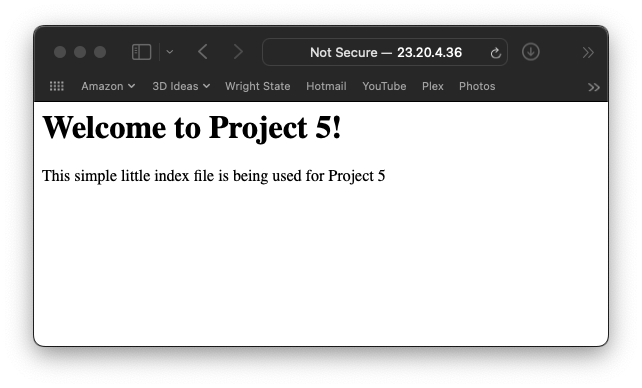 Not Secure — 23.20.4.36
Amazon 3D Ideas Wright State Hotmail YouTube Plex Photos
Welcome to Project 5!
This simple little index file is being used for Project 5